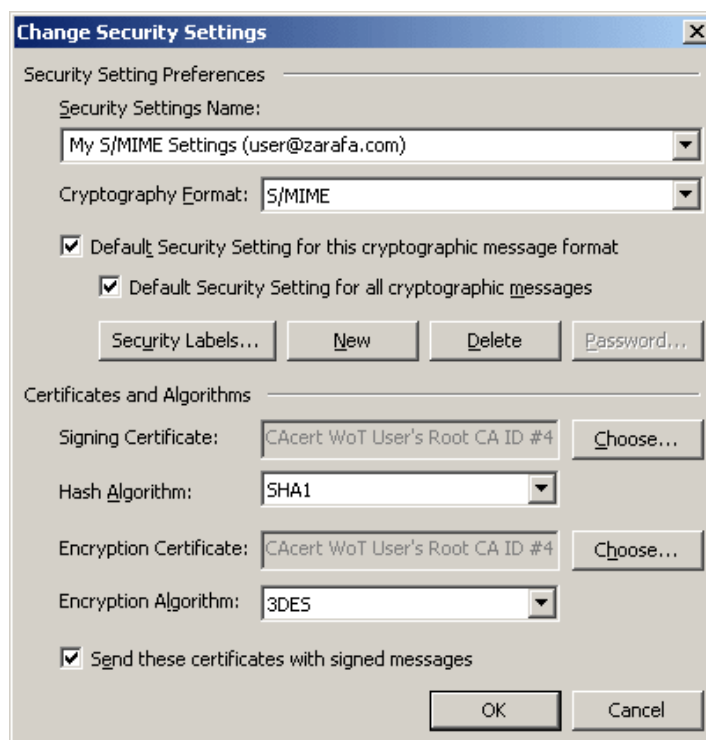 Change Security Settings
Security Setting Preferences
Security Settings Name:
My S/MIME Settings (user@zarafa.com)
Cryptography Format: S/MIME
Default Security Setting for this cryptographic message format
Default Security Setting for all cryptographic messages
Security Labels... New Delete Password...
Certificates and Algorithms
Signing Certificate: CAcert WoT User's Root CA ID #4 Choose...
Hash Algorithm: SHA1
Encryption Certificate: CAcert WoT User's Root CA ID #4 Choose...
Encryption Algorithm: 3DES
Send these certificates with signed messages
OK Cancel